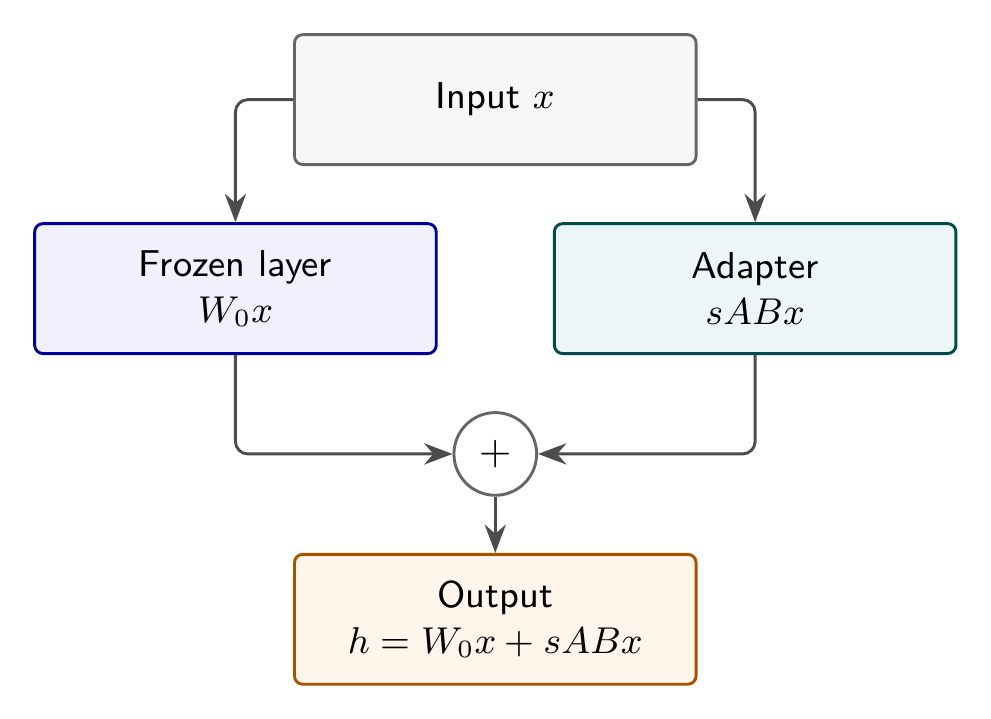 Input x
Frozen layer
W₀x
Adapter
sABx
+
Output
h = W₀x + sABx